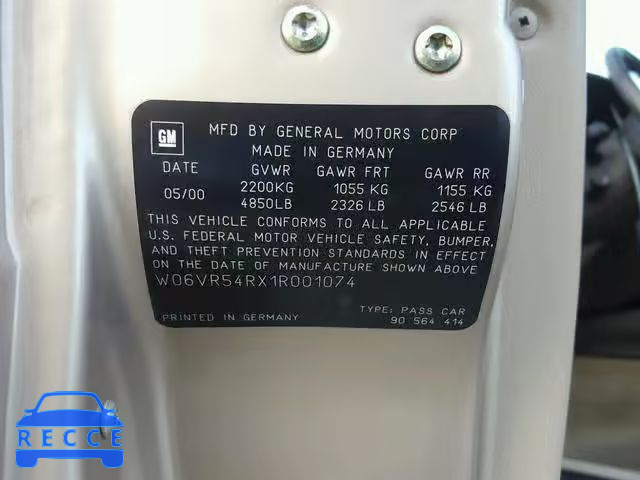 GM
MFD BY GENERAL MOTORS CORP
MADE IN GERMANY
DATE GVWR GAWR FRT GAWR RR
05/00 2200KG 1055 KG 1155 KG
4850LB 2326 LB 2546 LB
THIS VEHICLE CONFORMS TO ALL APPLICABLE
U.S. FEDERAL MOTOR VEHICLE SAFETY, BUMPER,
AND THEFT PREVENTION STANDARDS IN EFFECT
ON THE DATE OF MANUFACTURE SHOWN ABOVE
W06VR54RX1R001074
TYPE: PASS CAR
PRINTED IN GERMANY 90 564 414
RECCE